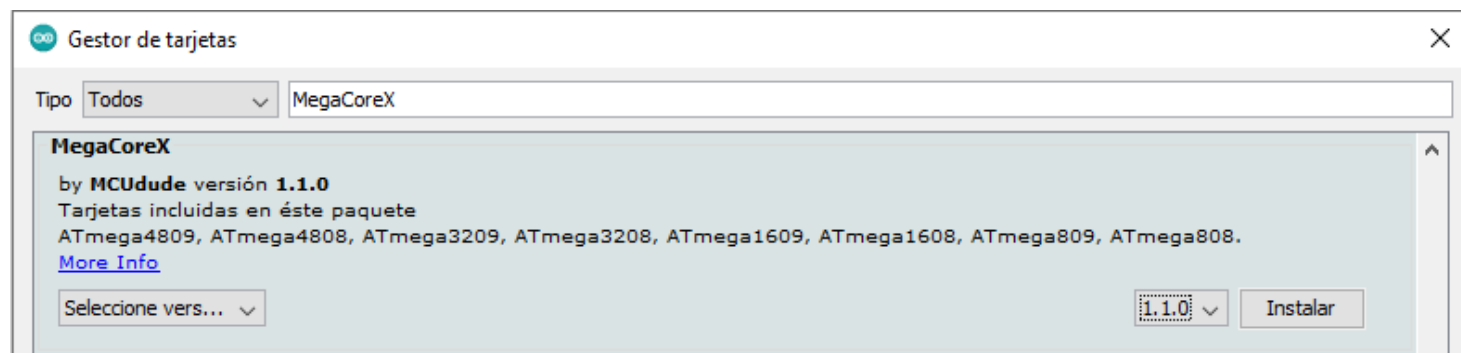 Gestor de tarjetas
Tipo Todos MegaCoreX
MegaCoreX
by MCUdude versión 1.1.0
Tarjetas incluidas en éste paquete
ATmega4809, ATmega4808, ATmega3209, ATmega3208, ATmega1609, ATmega1608, ATmega809, ATmega808.
More Info
Seleccione vers... 1.1.0 Instalar